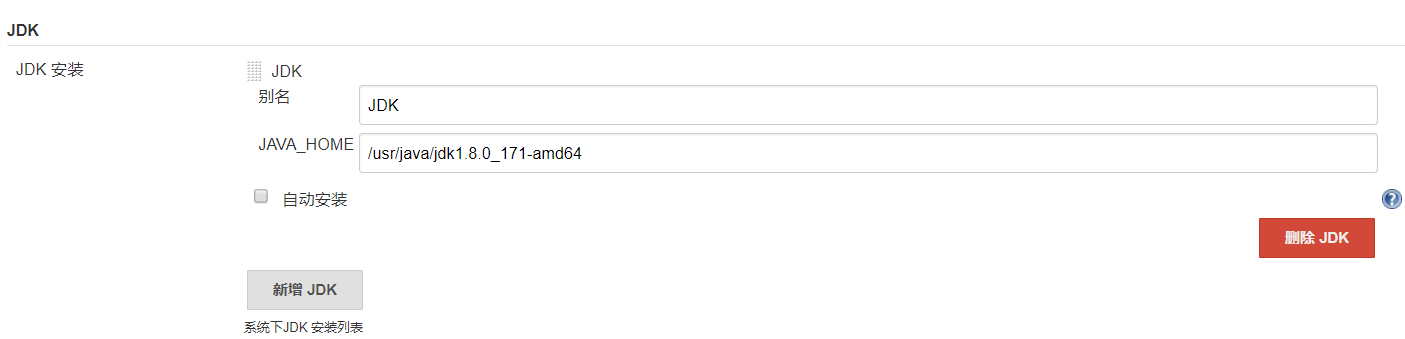 JDK
JDK 安装
JDK
别名
JDK
JAVA_HOME
/usr/java/jdk1.8.0_171-amd64
自动安装
?
删除 JDK
新增 JDK
系统下JDK 安装列表